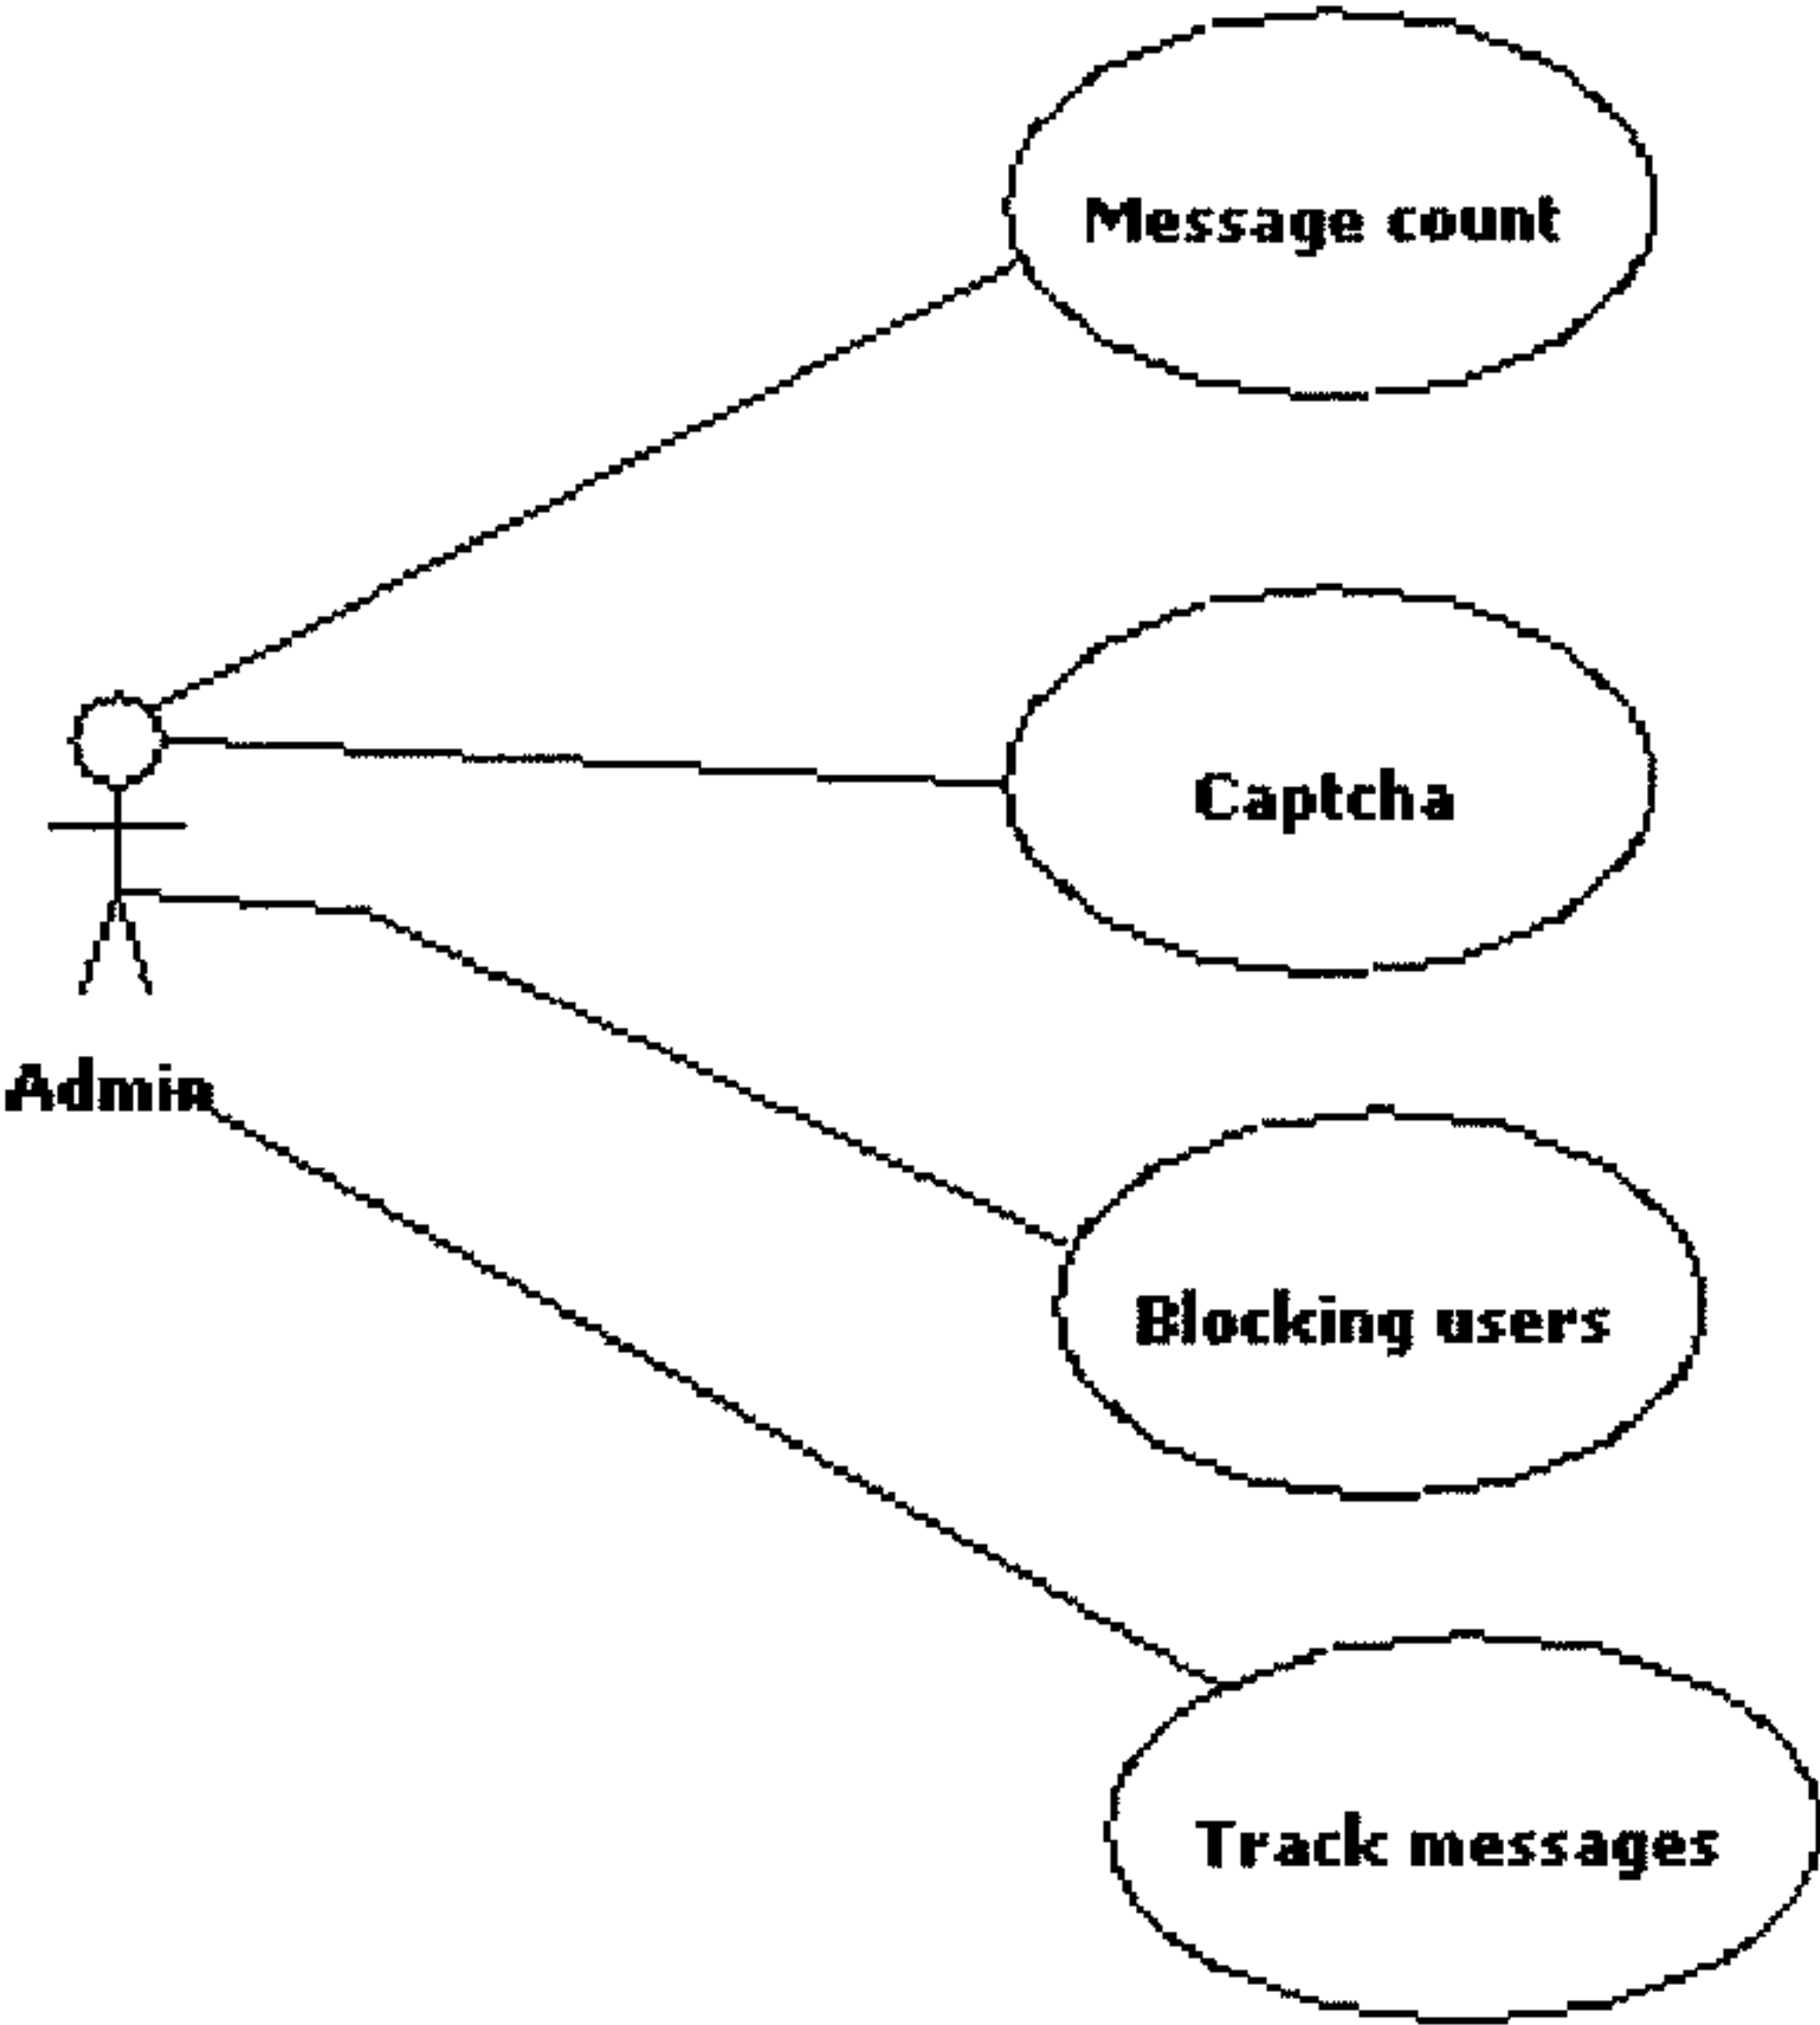 Message count
Captcha
Admin
Blocking users
Track messages